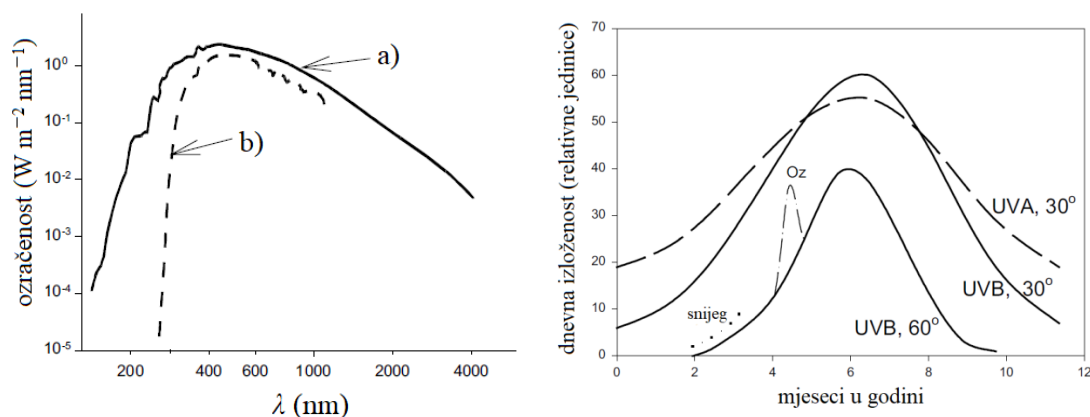 ozračenost (W m⁻² nm⁻¹)
10⁰
10⁻¹
10⁻²
10⁻³
10⁻⁴
10⁻⁵
a)
b)
200
400
1000
2000
4000
λ (nm)
dnevna izloženost (relativne jedinice)
70
60
50
40
30
20
10
0
Oz
snijeg
UVA, 30°
UVB, 30°
UVB, 60°
0
2
4
6
8
10
12
mjeseci u godini